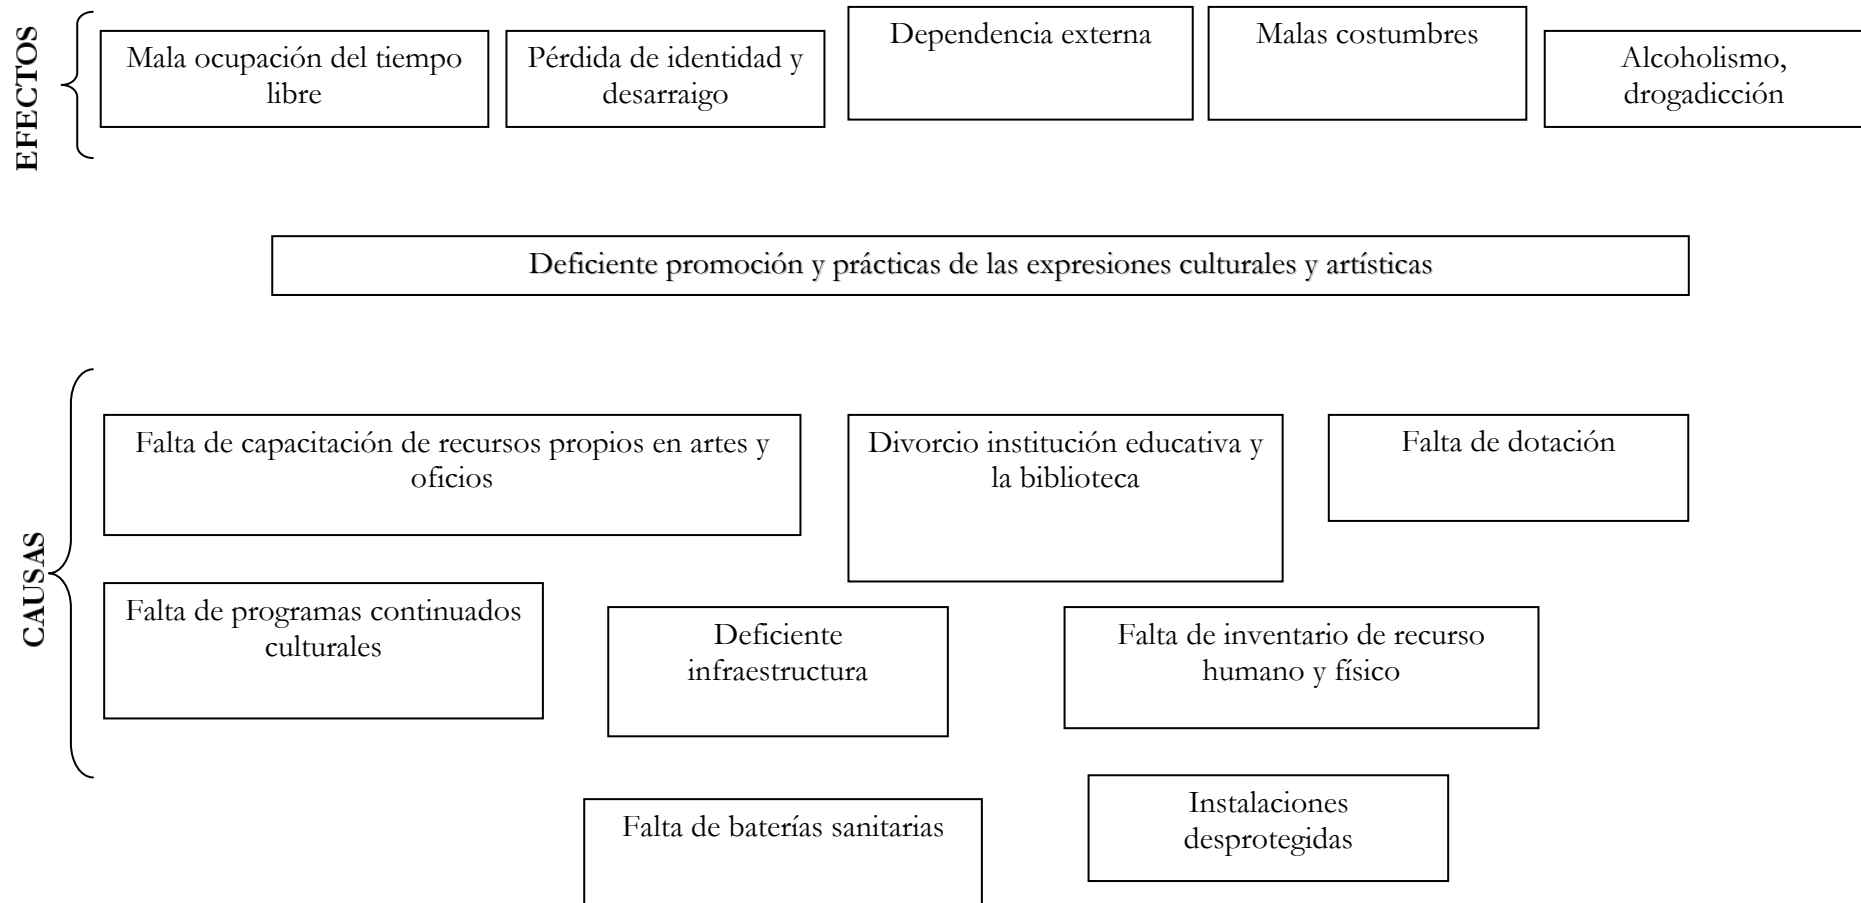 EFECTOS
Mala ocupación del tiempo
libre
Pérdida de identidad y
desarraigo
Dependencia externa
Malas costumbres
Alcoholismo,
drogadicción
Deficiente promoción y prácticas de las expresiones culturales y artísticas
CAUSAS
Falta de capacitación de recursos propios en artes y
oficios
Divorcio institución educativa y
la biblioteca
Falta de dotación
Falta de programas continuados
culturales
Deficiente
infraestructura
Falta de inventario de recurso
humano y físico
Falta de baterías sanitarias
Instalaciones
desprotegidas